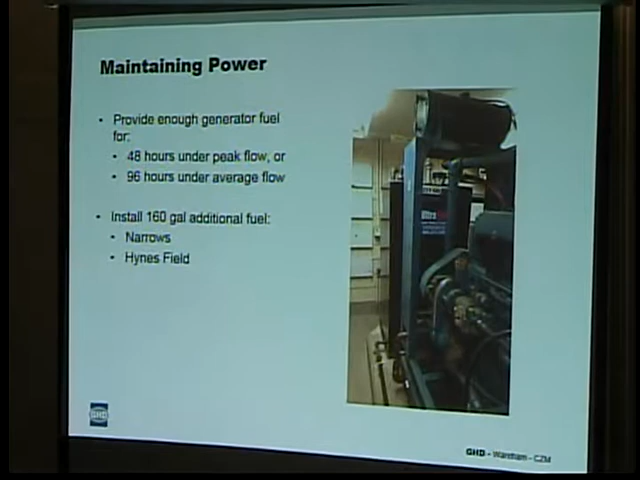 Maintaining Power
• Provide enough generator fuel
for:
• 48 hours under peak flow, or
• 96 hours under average flow
• Install 160 gal additional fuel:
• Narrows
• Hynes Field
GHD
GHD - Wareham - CZM